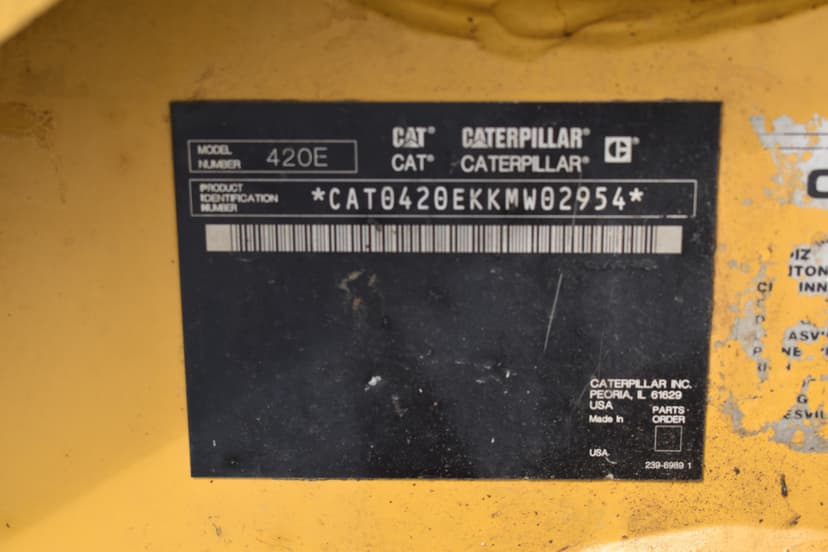 MODEL
NUMBER 420E
CAT® CATERPILLAR®
CAT® CATERPILLAR®
PRODUCT
IDENTIFICATION
NUMBER
*CAT0420EKKMW02954*
CATERPILLAR INC.
PEORIA, IL 61629
USA
Made In
PARTS
ORDER
USA
239-6989 1